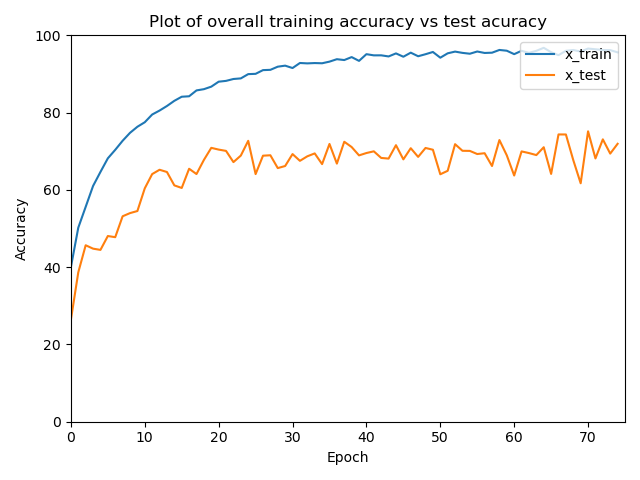 Plot of overall training accuracy vs test acuracy
100
80
60
40
20
0
Accuracy
x_train
x_test
0 10 20 30 40 50 60 70
Epoch